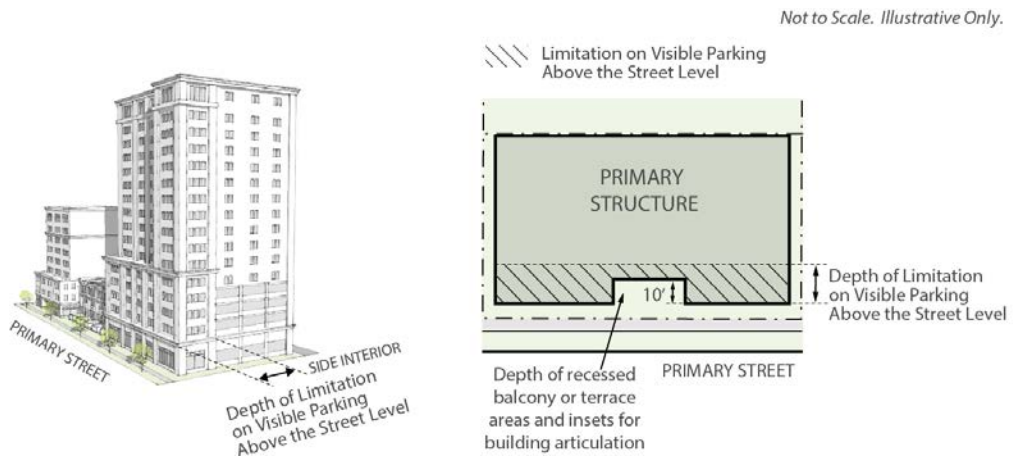 Not to Scale. Illustrative Only.
Limitation on Visible Parking
Above the Street Level
PRIMARY STREET
SIDE INTERIOR
Depth of Limitation
on Visible Parking
Above the Street Level
PRIMARY
STRUCTURE
10'
Depth of Limitation
on Visible Parking
Above the Street Level
PRIMARY STREET
Depth of recessed
balcony or terrace
areas and insets for
building articulation